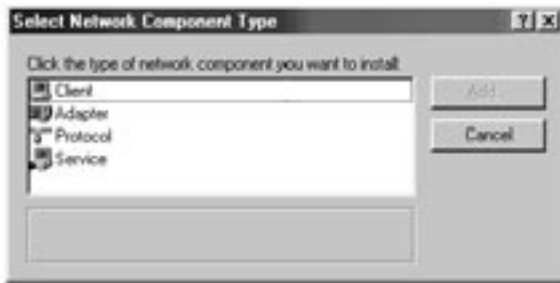 Select Network Component Type
Click the type of network component you want to install:
Client
Adapter
Protocol
Service
Add...
Cancel